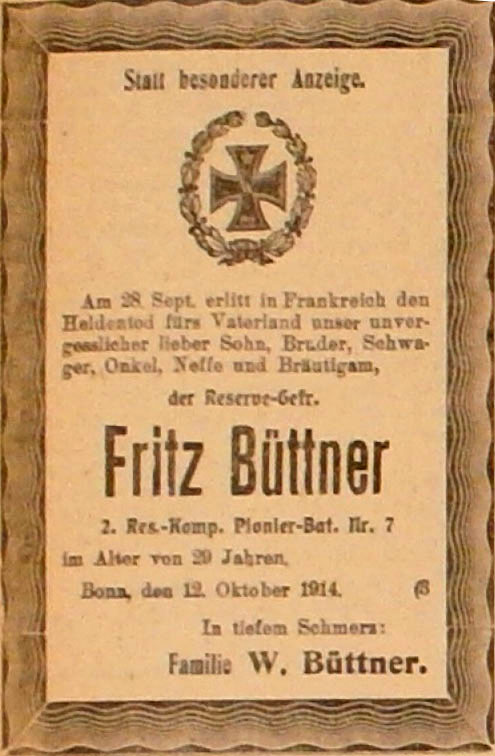 Statt besonderer Anzeige.
Am 28. Sept. erlitt in Frankreich den
Heldentod fürs Vaterland unser unver-
gesslicher lieber Sohn, Bruder, Schwa-
ger, Onkel, Neffe und Bräutigam,
der Reserve-Gefr.
Fritz Büttner
2. Res.-Komp. Pionier-Bat. Nr. 7
im Alter von 29 Jahren.
Bonn, den 12. Oktober 1914. (3
In tiefem Schmerz:
Familie W. Büttner.